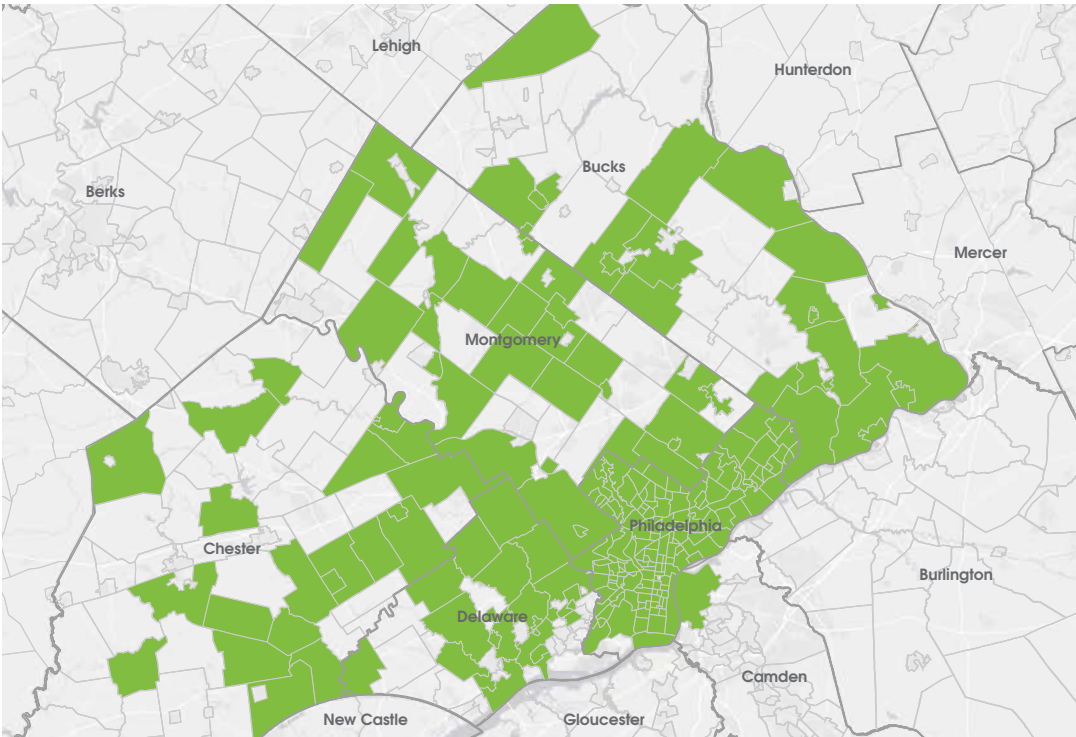 Lehigh
Hunterdon
Bucks
Berks
Mercer
Montgomery
Philadelphia
Chester
Burlington
Delaware
Camden
New Castle
Gloucester